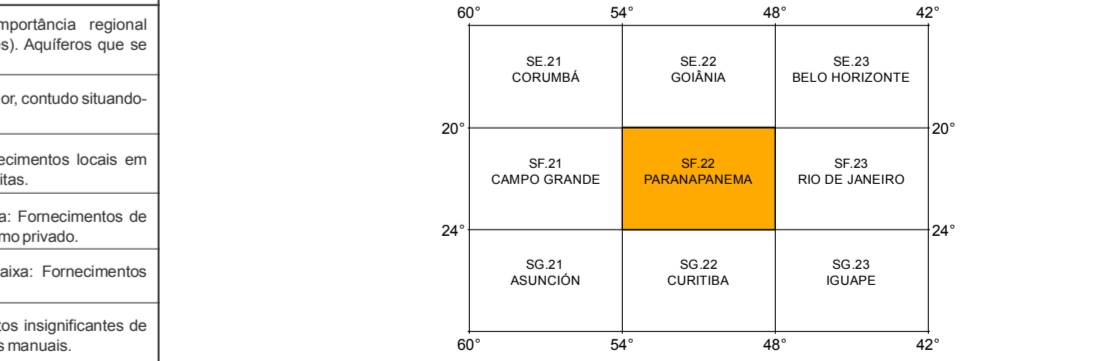 mportância regional
s). Aquíferos que se
or, contudo situando-
ecimentos locais em
itas.
a: Fornecimentos de
mo privado.
aixa: Fornecimentos
os insignificantes de
s manuais.
60° 54° 48° 42°
SE.21 SE.22 SE.23
CORUMBÁ GOIÂNIA BELO HORIZONTE
20° 20°
SF.21 SF.22 SF.23
CAMPO GRANDE PARANAPANEMA RIO DE JANEIRO
24° 24°
SG.21 SG.22 SG.23
ASUNCIÓN CURITIBA IGUAPE
60° 54° 48° 42°